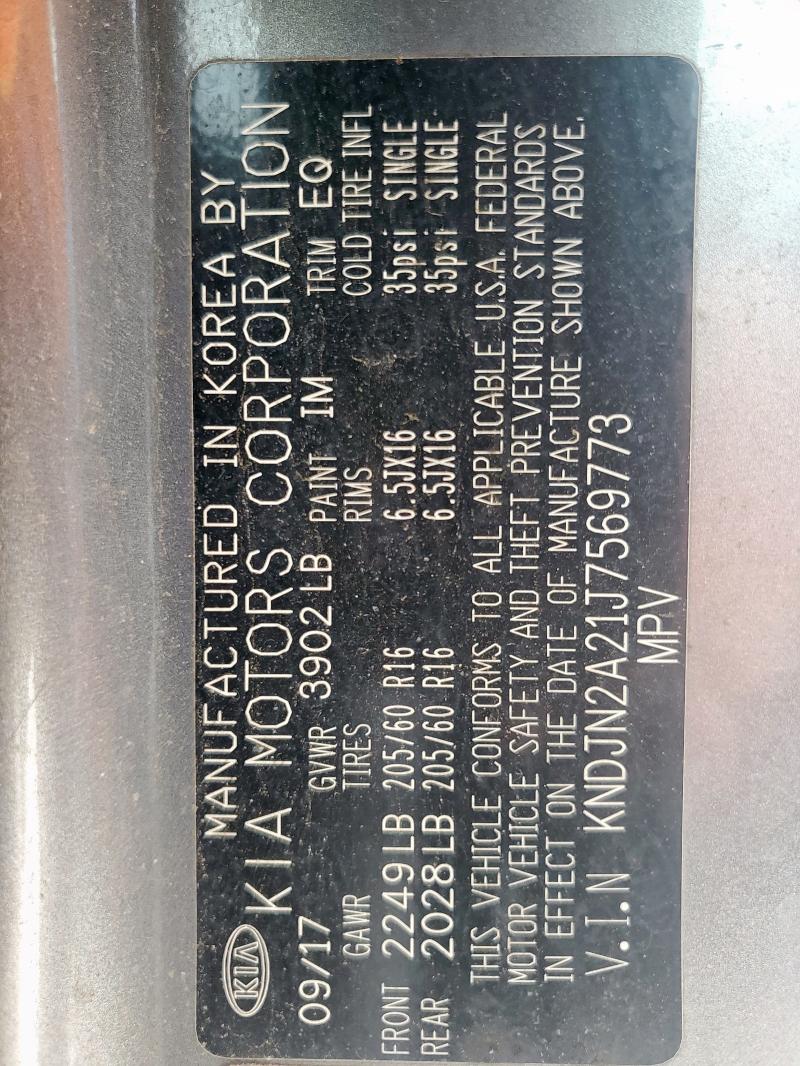 KIA
MANUFACTURED IN KOREA BY
KIA MOTORS CORPORATION
09/17 GVWR 3902 LB PAINT IM TRIM EQ
GAWR TIRES RIMS COLD TIRE INFL
FRONT 2249 LB 205/60 R16 6.5JX16 35psi SINGLE
REAR 2028 LB 205/60 R16 6.5JX16 35psi SINGLE
THIS VEHICLE CONFORMS TO ALL APPLICABLE U.S.A. FEDERAL
MOTOR VEHICLE SAFETY AND THEFT PREVENTION STANDARDS
IN EFFECT ON THE DATE OF MANUFACTURE SHOWN ABOVE.
V.I.N KNDJN2A21J7569773
MPV